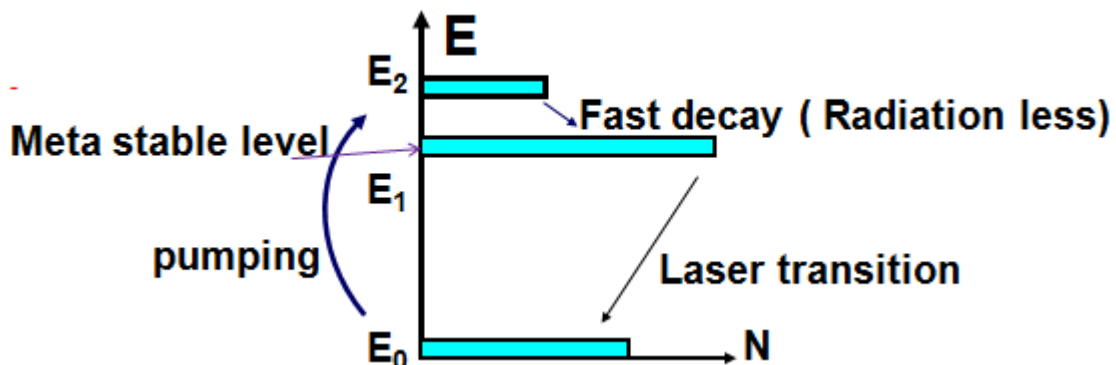 E
E2
Fast decay ( Radiation less)
Meta stable level
E1
pumping
Laser transition
E0
N